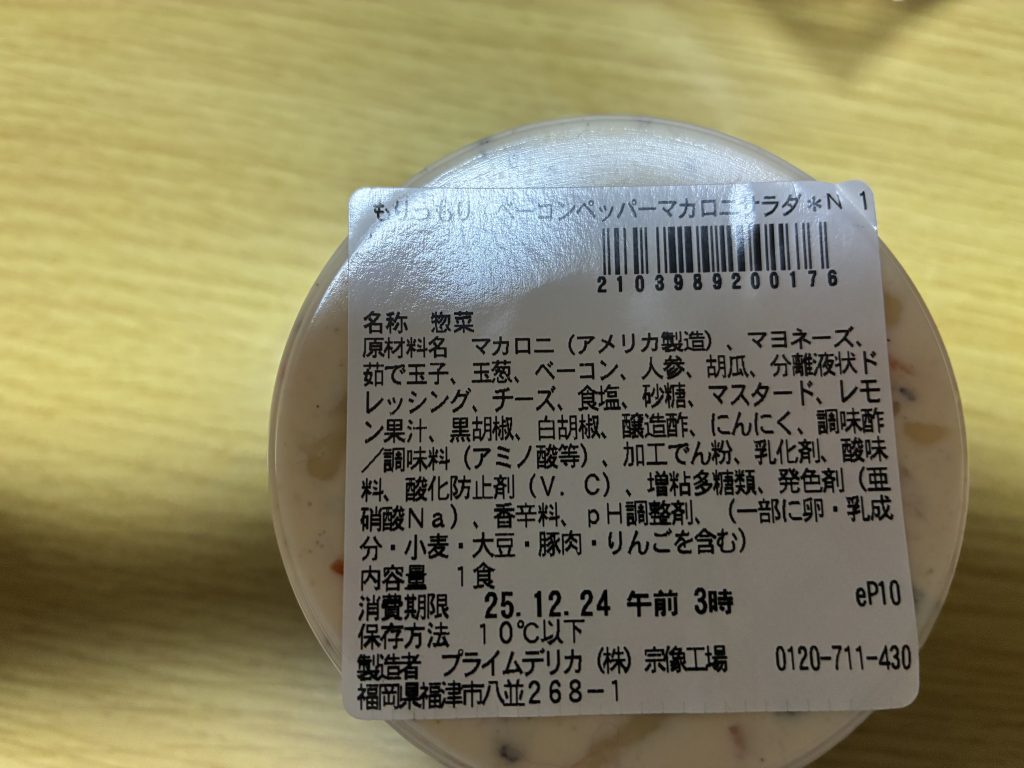 もりっもり ベーコンペッパーマカロニサラダ＊N 1
2103989200176
名称 惣菜
原材料名 マカロニ（アメリカ製造）、マヨネーズ、
茹で玉子、玉葱、ベーコン、人参、胡瓜、分離液状ド
レッシング、チーズ、食塩、砂糖、マスタード、レモ
ン果汁、黒胡椒、白胡椒、醸造酢、にんにく、調味酢
／調味料（アミノ酸等）、加工でん粉、乳化剤、酸味
料、酸化防止剤（V．C）、増粘多糖類、発色剤（亜
硝酸Na）、香辛料、pH調整剤、（一部に卵・乳成
分・小麦・大豆・豚肉・りんごを含む）
内容量 1食
消費期限 25.12.24 午前 3時 eP10
保存方法 10℃以下
製造者 プライムデリカ（株）宗像工場 0120-711-430
福岡県福津市八並268−1